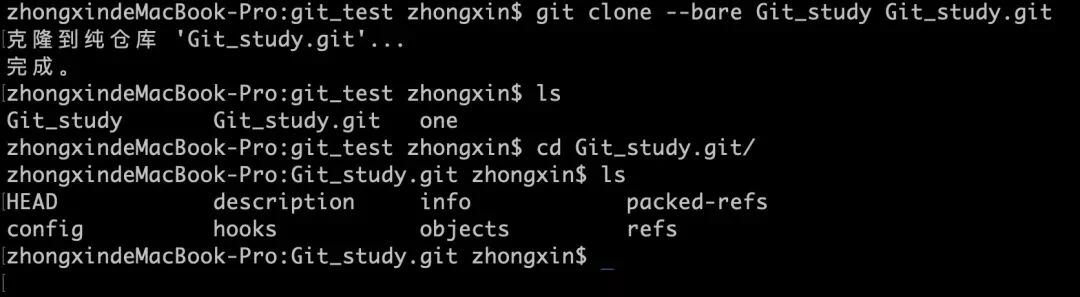 zhongxindeMacBook-Pro:git_test zhongxin$ git clone --bare Git_study Git_study.git
克隆到纯仓库 'Git_study.git'...
完成。
[zhongxindeMacBook-Pro:git_test zhongxin$ ls
Git_study Git_study.git one
zhongxindeMacBook-Pro:git_test zhongxin$ cd Git_study.git/
zhongxindeMacBook-Pro:Git_study.git zhongxin$ ls
HEAD description info packed-refs
config hooks objects refs
[zhongxindeMacBook-Pro:Git_study.git zhongxin$ _